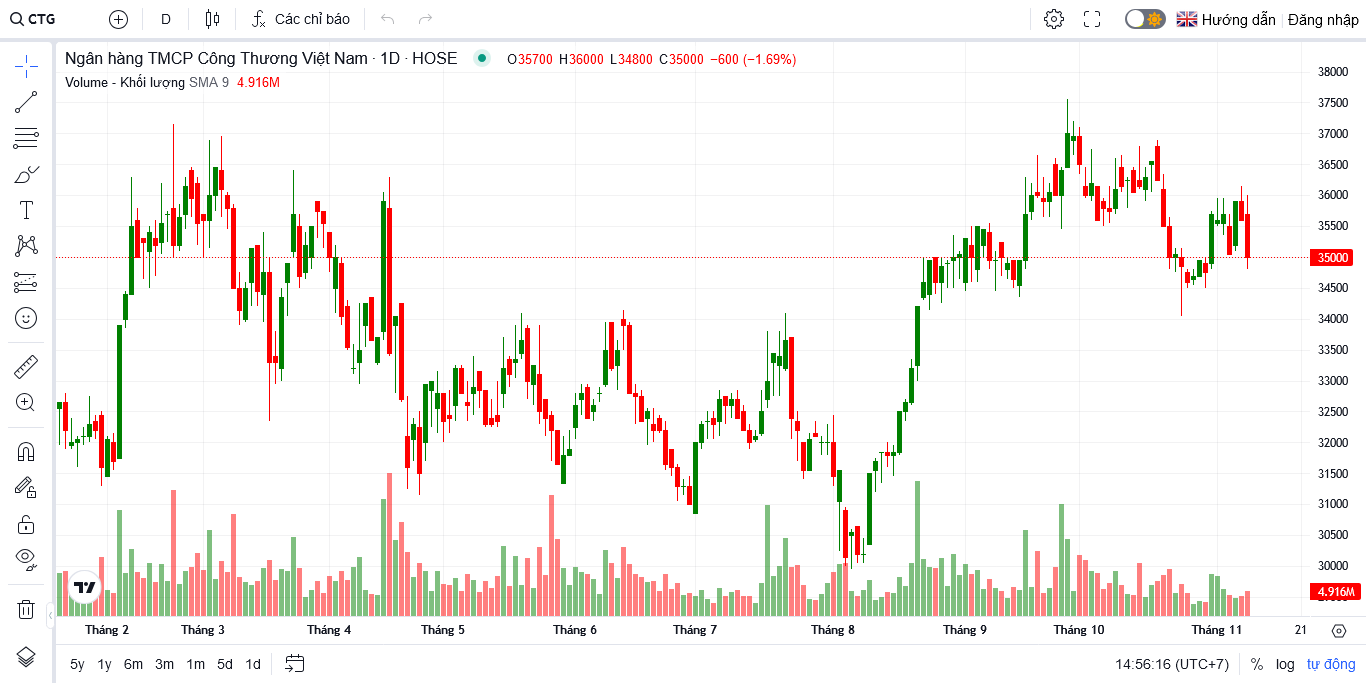 CTG D Các chỉ báo Hướng dẫn Đăng nhập
Ngân hàng TMCP Công Thương Việt Nam · 1D · HOSE O35700 H36000 L34800 C35000 −600 (−1.69%)
Volume - Khối lượng SMA 9 4.916M
38000
37500
37000
36500
36000
35500
35000
34500
34000
33500
33000
32500
32000
31500
31000
30500
30000
4.916M
Tháng 2 Tháng 3 Tháng 4 Tháng 5 Tháng 6 Tháng 7 Tháng 8 Tháng 9 Tháng 10 Tháng 11 21
5y 1y 6m 3m 1m 5d 1d 14:56:16 (UTC+7) % log tự động